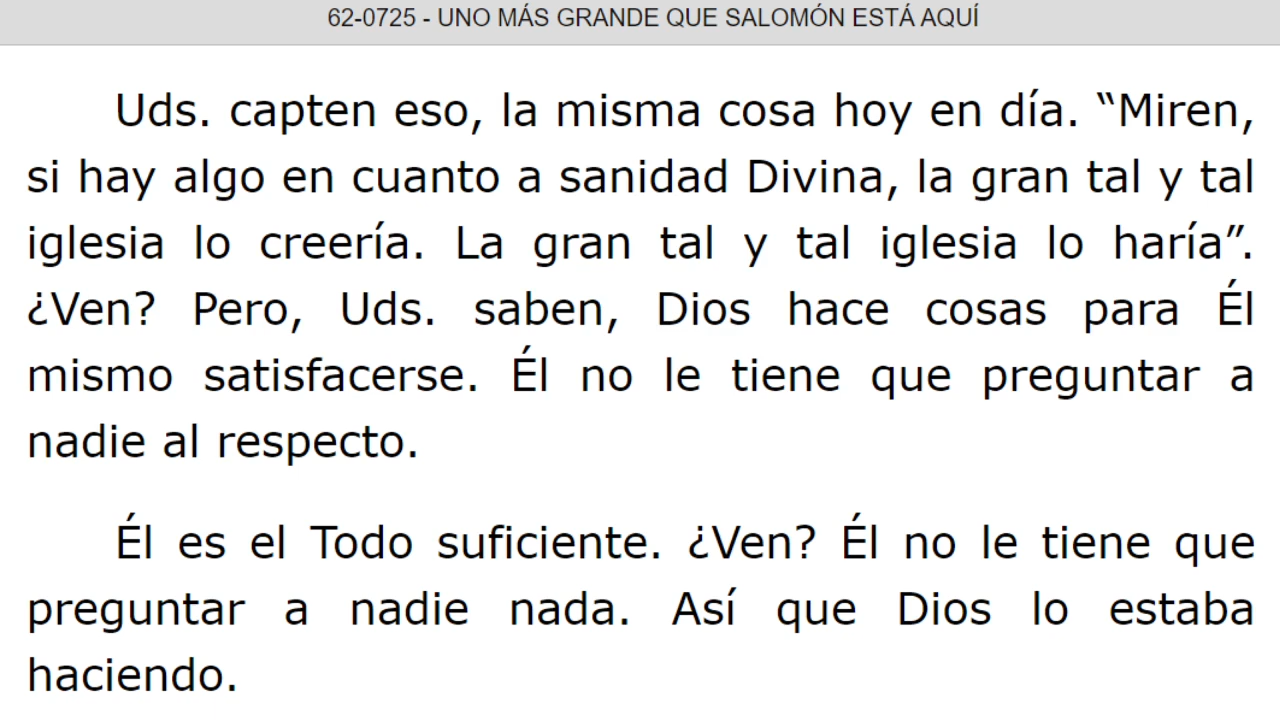 62-0725 - UNO MÁS GRANDE QUE SALOMÓN ESTÁ AQUÍ
Uds. capten eso, la misma cosa hoy en día. “Miren,
si hay algo en cuanto a sanidad Divina, la gran tal y tal
iglesia lo creería. La gran tal y tal iglesia lo haría”.
¿Ven? Pero, Uds. saben, Dios hace cosas para Él
mismo satisfacerse. Él no le tiene que preguntar a
nadie al respecto.
Él es el Todo suficiente. ¿Ven? Él no le tiene que
preguntar a nadie nada. Así que Dios lo estaba
haciendo.